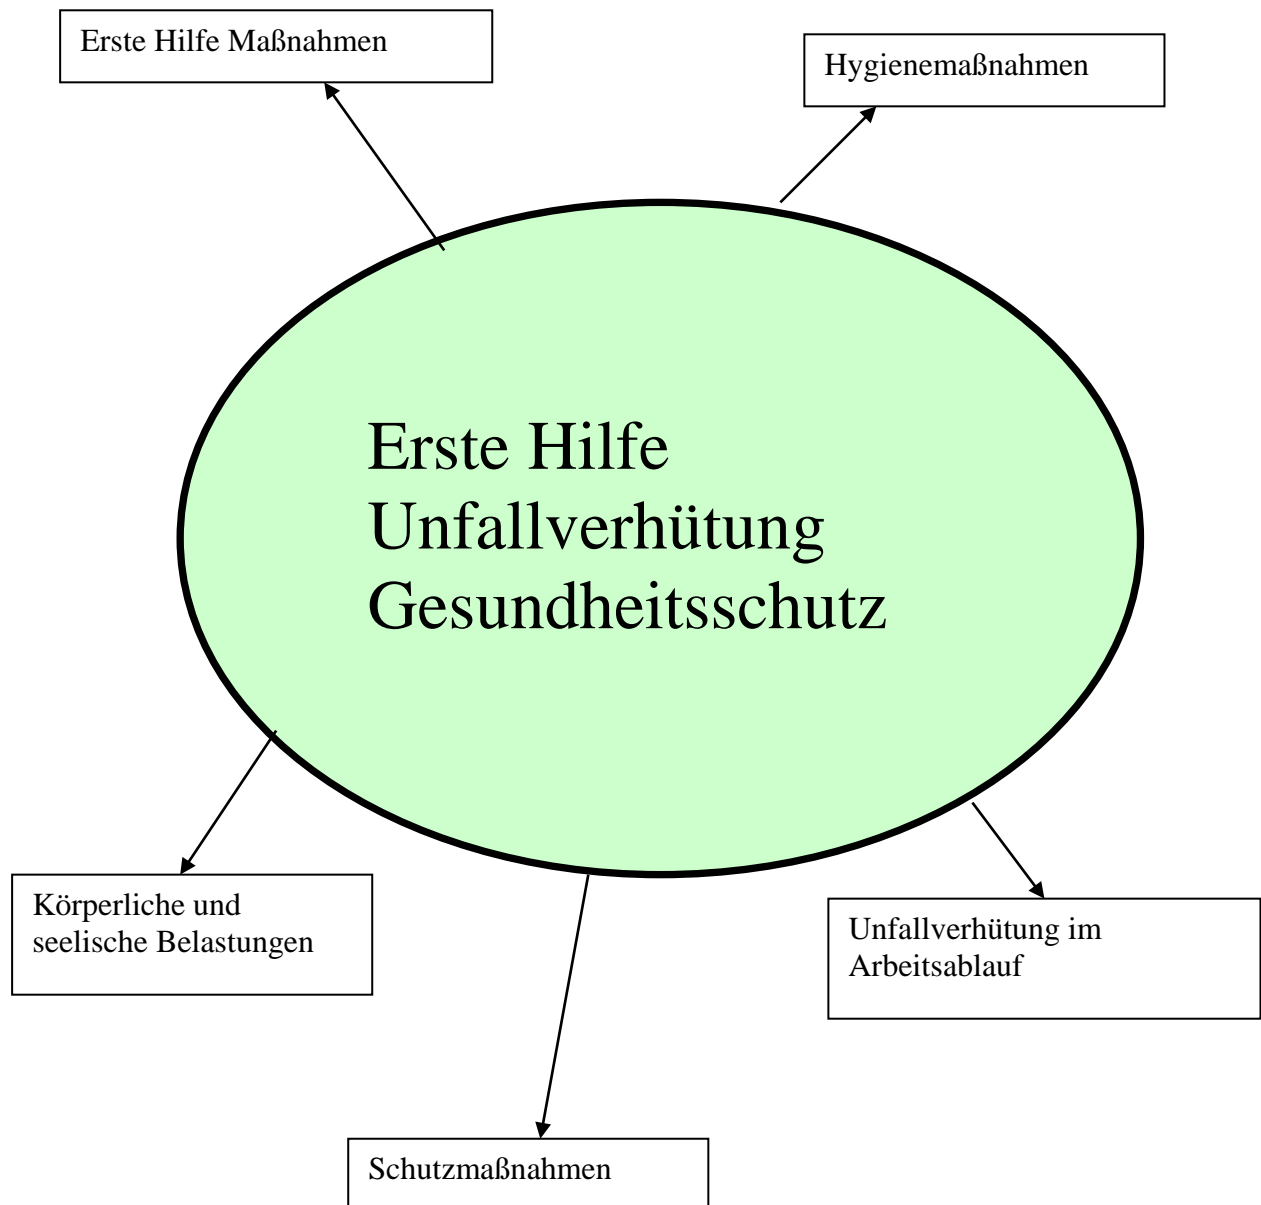 Erste Hilfe Maßnahmen
Hygienemaßnahmen
Erste Hilfe
Unfallverhütung
Gesundheitsschutz
Körperliche und
seelische Belastungen
Unfallverhütung im
Arbeitsablauf
Schutzmaßnahmen